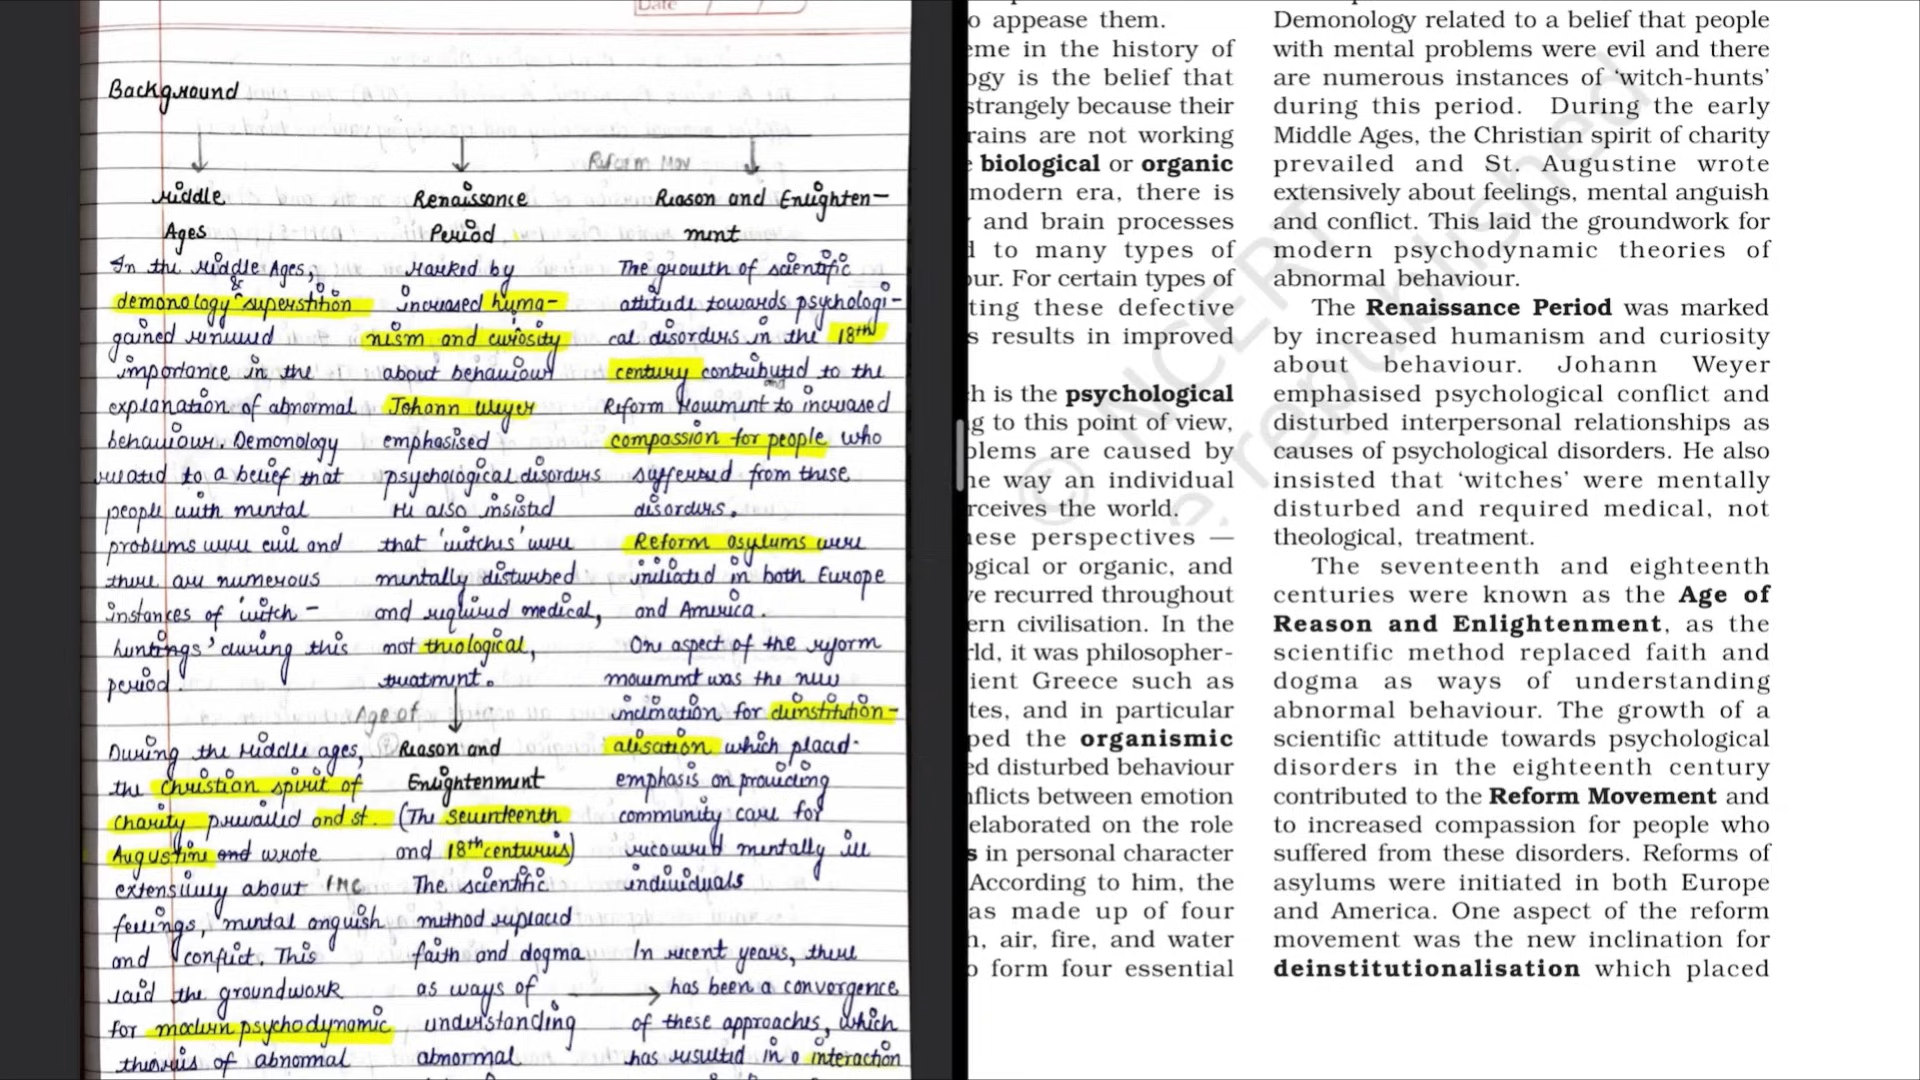 Date / /
Background
Reform Mov
Middle
Ages
In the Middle Ages,
demonology & superstition
gained renewed
importance in the
explanation of abnormal
behaviour. Demonology
related to a belief that
people with mental
problems were evil and
there are numerous
instances of 'witch-
huntings' during this
period.
During the Middle ages,
the christian spirit of
charity prevailed and st.
Augustine and wrote
extensively about
feelings, mental anguish
and conflict. This
laid the groundwork
for modern psychodynamic
theories of abnormal
Renaissance
Period
Marked by
increased huma-
nism and curiosity
about behaviour
Johann Weyer
emphasised
psychological disorders
He also insisted
that 'witches' were
mentally disturbed
and required medical,
not theological,
treatment.
Age of
Reason and
Enlightenment
(The seventeenth
and 18th centuries)
The scientific
method replaced
faith and dogma
as ways of
understanding
abnormal
Reason and Enlighten-
ment
The growth of scientific
attitude towards psychologi-
cal disorders in the 18th
century contributed to the
Reform Movement and to increased
compassion for people who
suffered from these
disorders.
Reform asylums were
initiated in both Europe
and America.
One aspect of the reform
movement was the new
inclination for deinstitution-
alisation which placed
emphasis on providing
community care for
recovered mentally ill
individuals
In recent years, there
has been a convergence
of these approaches, which
has resulted in a interaction
o appease them.
eme in the history of
ogy is the belief that
strangely because their
rains are not working
biological or organic
modern era, there is
and brain processes
d to many types of
our. For certain types of
ting these defective
s results in improved
h is the psychological
g to this point of view,
blems are caused by
he way an individual
rceives the world.
hese perspectives —
ogical or organic, and
ve recurred throughout
ern civilisation. In the
rld, it was philosopher-
ient Greece such as
tes, and in particular
ped the organismic
ed disturbed behaviour
nflicts between emotion
elaborated on the role
s in personal character
According to him, the
as made up of four
h, air, fire, and water
o form four essential
Demonology related to a belief that people
with mental problems were evil and there
are numerous instances of 'witch-hunts'
during this period. During the early
Middle Ages, the Christian spirit of charity
prevailed and St. Augustine wrote
extensively about feelings, mental anguish
and conflict. This laid the groundwork for
modern psychodynamic theories of
abnormal behaviour.
The Renaissance Period was marked
by increased humanism and curiosity
about behaviour. Johann Weyer
emphasised psychological conflict and
disturbed interpersonal relationships as
causes of psychological disorders. He also
insisted that 'witches' were mentally
disturbed and required medical, not
theological, treatment.
The seventeenth and eighteenth
centuries were known as the Age of
Reason and Enlightenment, as the
scientific method replaced faith and
dogma as ways of understanding
abnormal behaviour. The growth of a
scientific attitude towards psychological
disorders in the eighteenth century
contributed to the Reform Movement and
to increased compassion for people who
suffered from these disorders. Reforms of
asylums were initiated in both Europe
and America. One aspect of the reform
movement was the new inclination for
deinstitutionalisation which placed
© NCERT
republished